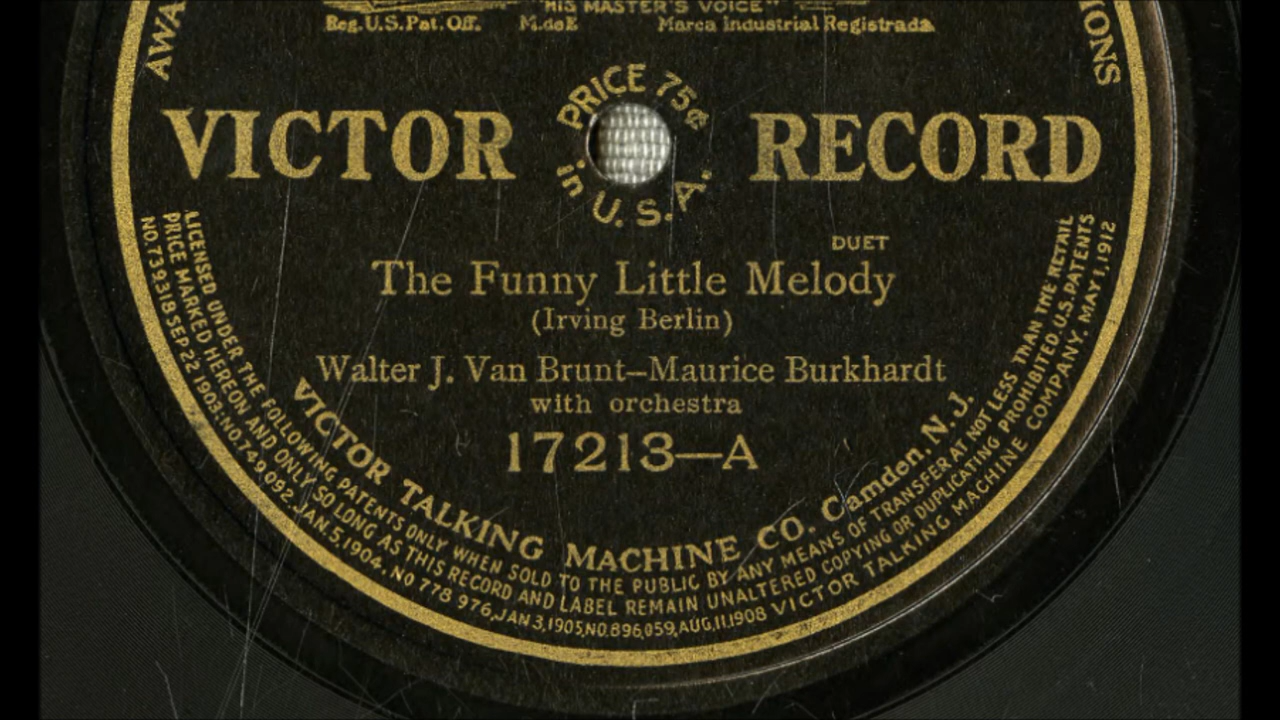 "HIS MASTER'S VOICE"
Reg. U.S. Pat. Off. M.de F. Marca Industrial Registrada
AWA
IONS
PRICE 75¢
VICTOR RECORD
in U.S.A.
DUET
The Funny Little Melody
(Irving Berlin)
Walter J. Van Brunt–Maurice Burkhardt
with orchestra
17213—A
VICTOR TALKING MACHINE CO. Camden, N.J.
LICENSED UNDER THE FOLLOWING PATENTS ONLY WHEN SOLD TO THE PUBLIC BY ANY MEANS OF TRANSFER AT NOT LESS THAN THE RETAIL
PRICE MARKED HEREON AND ONLY SO LONG AS THIS RECORD AND LABEL REMAIN UNALTERED COPYING OR DUPLICATING PROHIBITED. U.S. PATENTS
NO. 739318 SEP. 22 1903. NO. 749092. JAN. 5, 1904. NO 778 976, JAN 3, 1905, NO. 896,059, AUG. 11, 1908 VICTOR TALKING MACHINE COMPANY, MAY 1, 1912